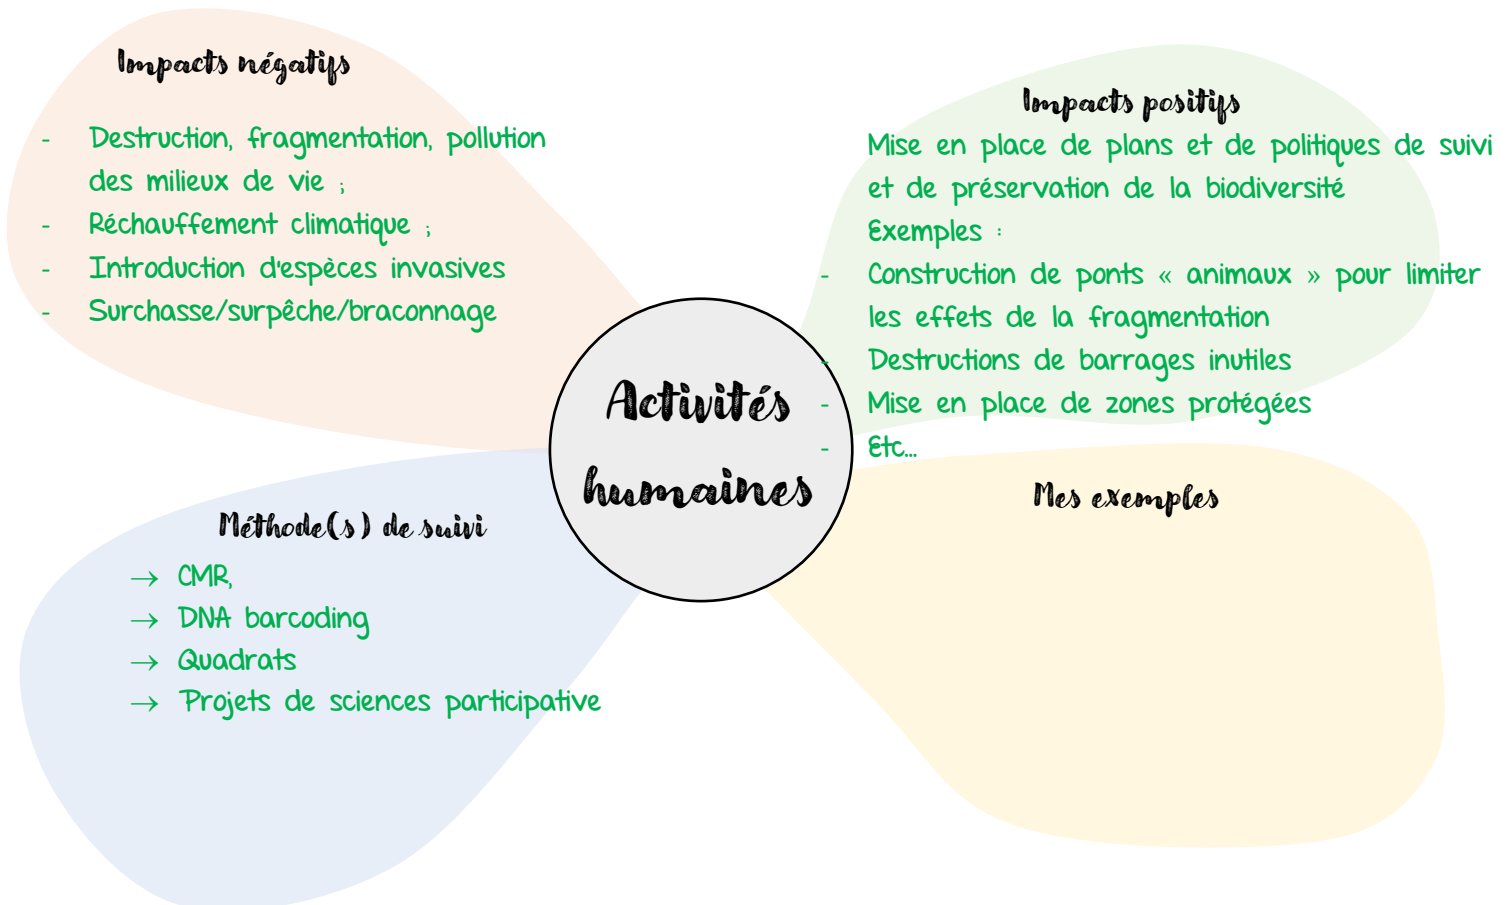 Impacts négatifs
- Destruction, fragmentation, pollution
des milieux de vie ;
- Réchauffement climatique ;
- Introduction d'espèces invasives
- Surchasse/surpêche/braconnage
Impacts positifs
Mise en place de plans et de politiques de suivi
et de préservation de la biodiversité
Exemples :
- Construction de ponts « animaux » pour limiter
les effets de la fragmentation
- Destructions de barrages inutiles
- Mise en place de zones protégées
- Etc...
Activités
humaines
Méthode(s) de suivi
→ CMR,
→ DNA barcoding
→ Quadrats
→ Projets de sciences participative
Mes exemples